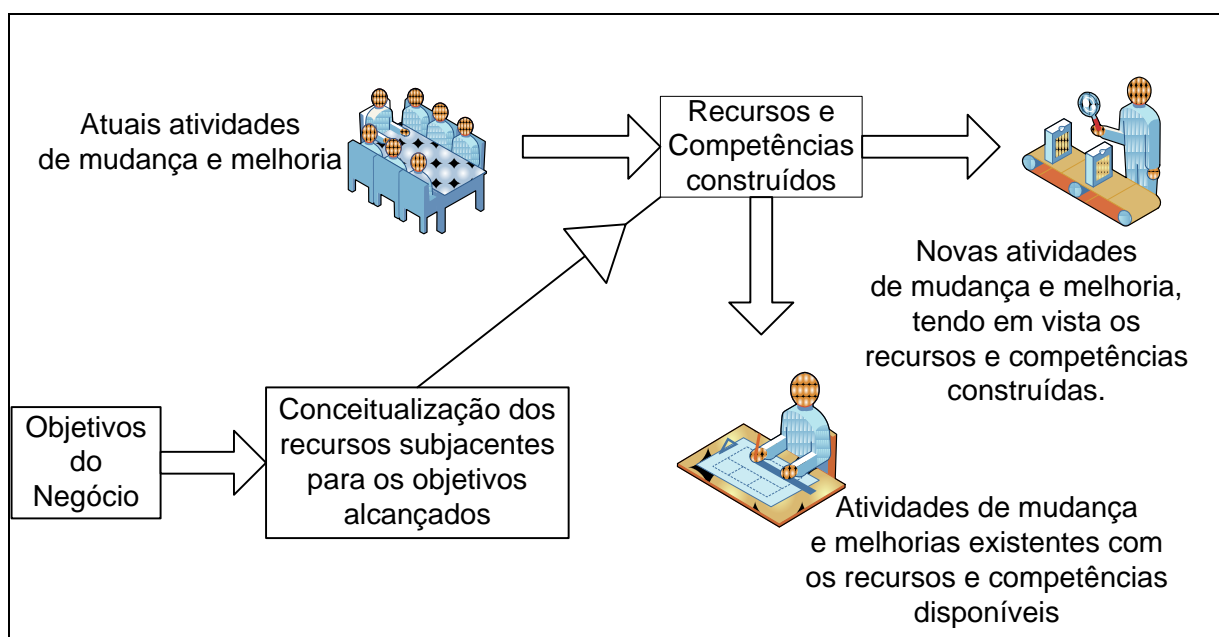 Atuais atividades
de mudança e melhoria
Recursos e
Competências
construídos
Novas atividades
de mudança e melhoria,
tendo em vista os
recursos e competências
construídas.
Objetivos
do
Negócio
Conceitualização dos
recursos subjacentes
para os objetivos
alcançados
Atividades de mudança
e melhorias existentes com
os recursos e competências
disponíveis